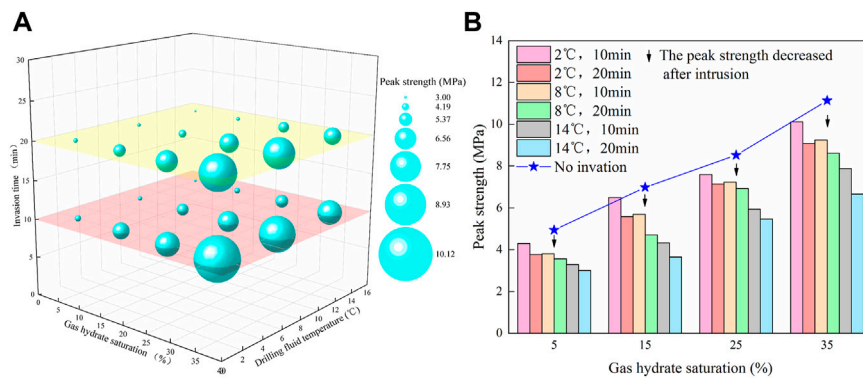 A
Peak strength (MPa)
3.00
4.19
5.37
6.56
7.75
8.93
10.12
Invasion time (min)
30
25
20
15
10
5
0
Gas hydrate saturation (%)
0
5
10
15
20
25
30
35
40
Drilling fluid temperature (℃)
0
2
4
6
8
10
12
14
16
B
Peak strength (MPa)
14
12
10
8
6
4
2
0
2℃, 10min
2℃, 20min
8℃, 10min
8℃, 20min
14℃, 10min
14℃, 20min
No invation
The peak strength decreased
after intrusion
5
15
25
35
Gas hydrate saturation (%)